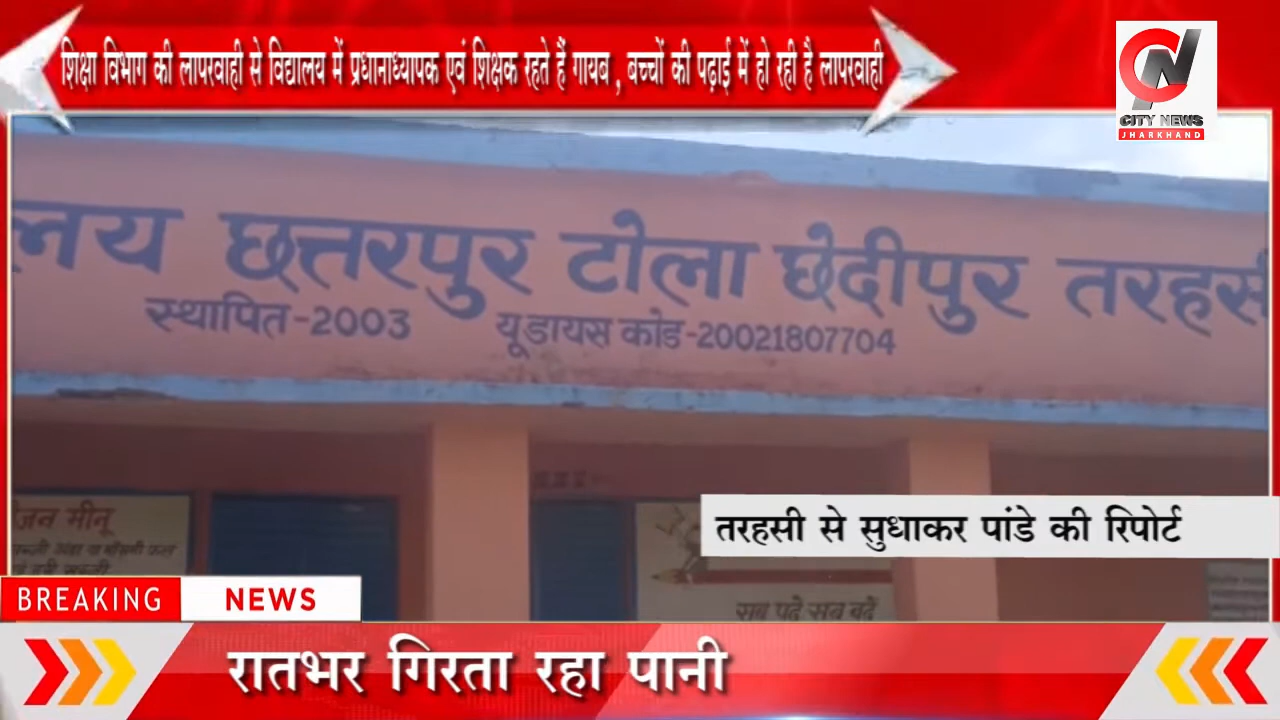 शिक्षा विभाग की लापरवाही से विद्यालय में प्रधानाध्यापक एवं शिक्षक रहते हैं गायब , बच्चों की पढ़ाई में हो रही है लापरवाही
CITY NEWS
JHARKHAND
छत्तरपुर टोला छेदीपुर तरहसी
स्थापित-2003 यूडायस कोड-20021807704
मीनू
सब पढ़ें सब बढ़ें
तरहसी से सुधाकर पांडे की रिपोर्ट
BREAKING NEWS
रातभर गिरता रहा पानी